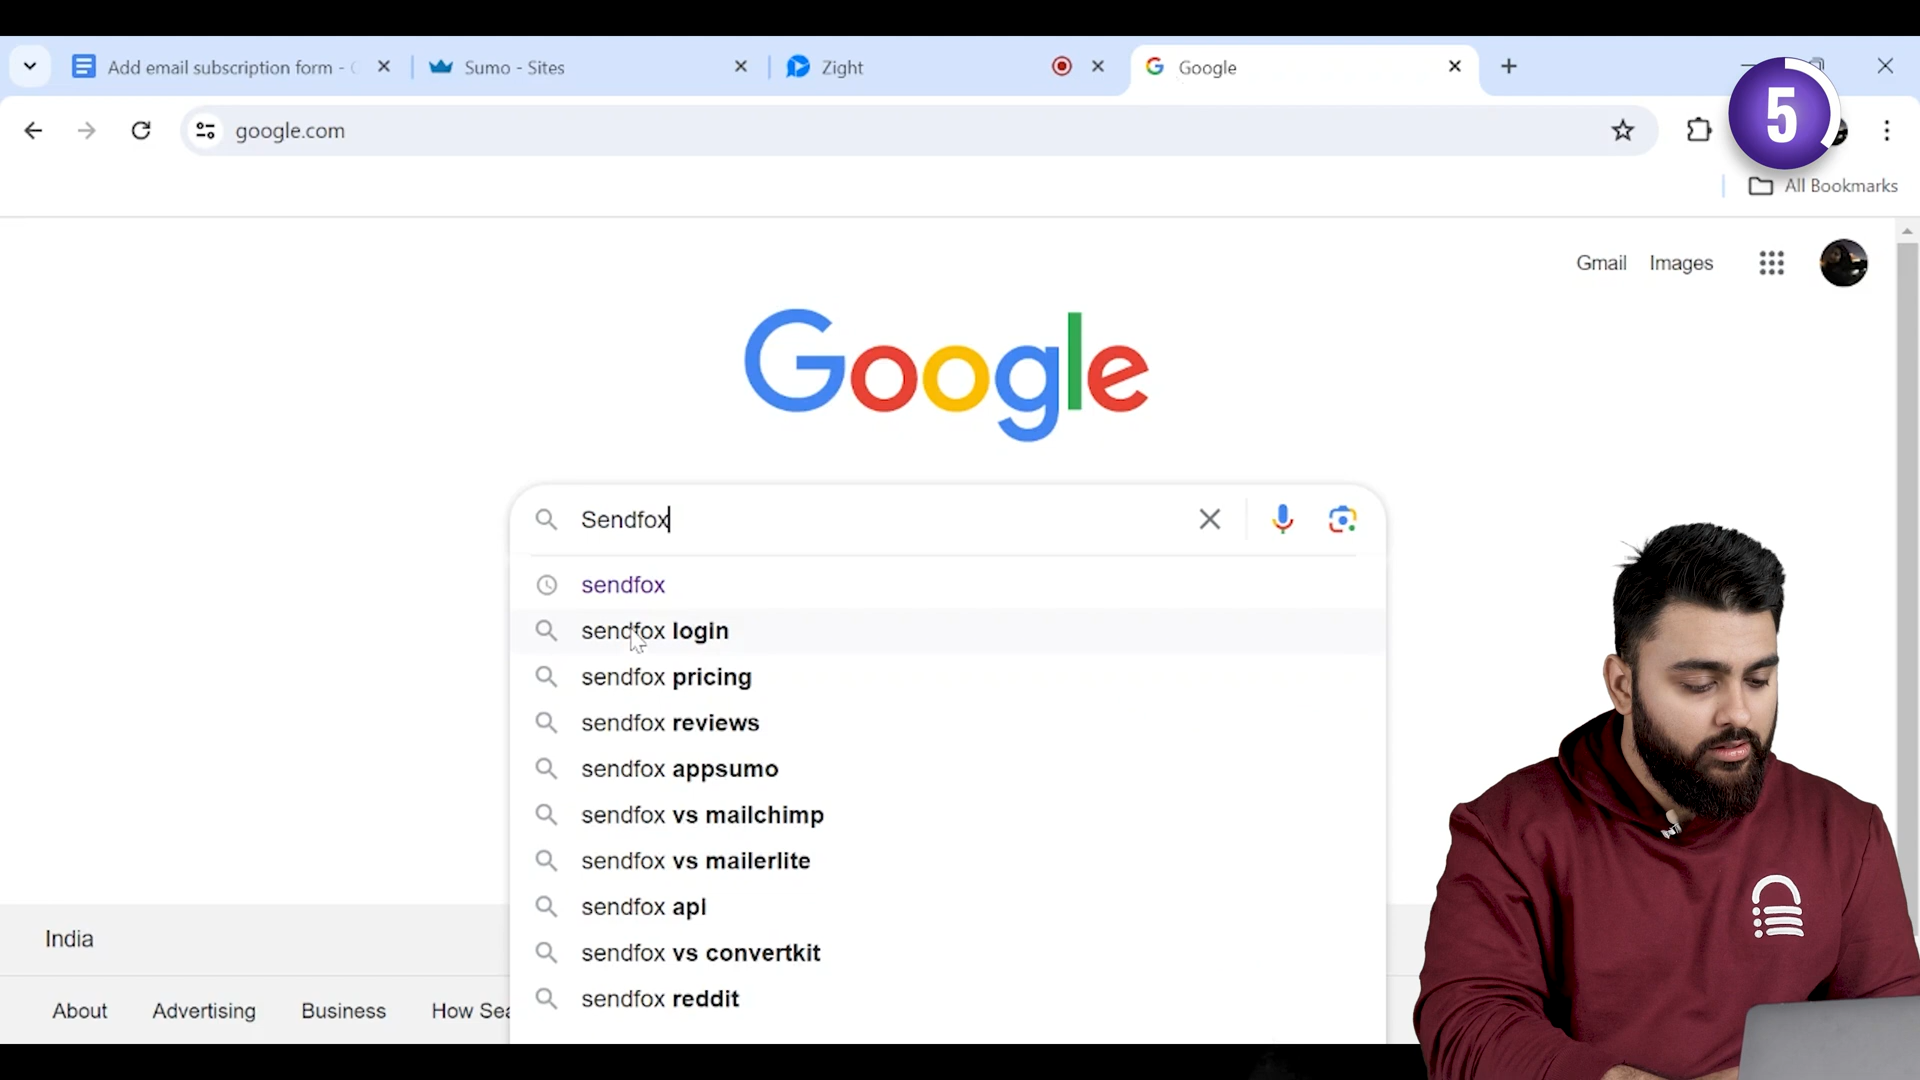 Add email subscription form -
Sumo - Sites
Zight
Google
5
google.com
All Bookmarks
Gmail
Images
Google
Sendfox
sendfox
sendfox login
sendfox pricing
sendfox reviews
sendfox appsumo
sendfox vs mailchimp
sendfox vs mailerlite
sendfox api
sendfox vs convertkit
sendfox reddit
India
About
Advertising
Business
How Sea